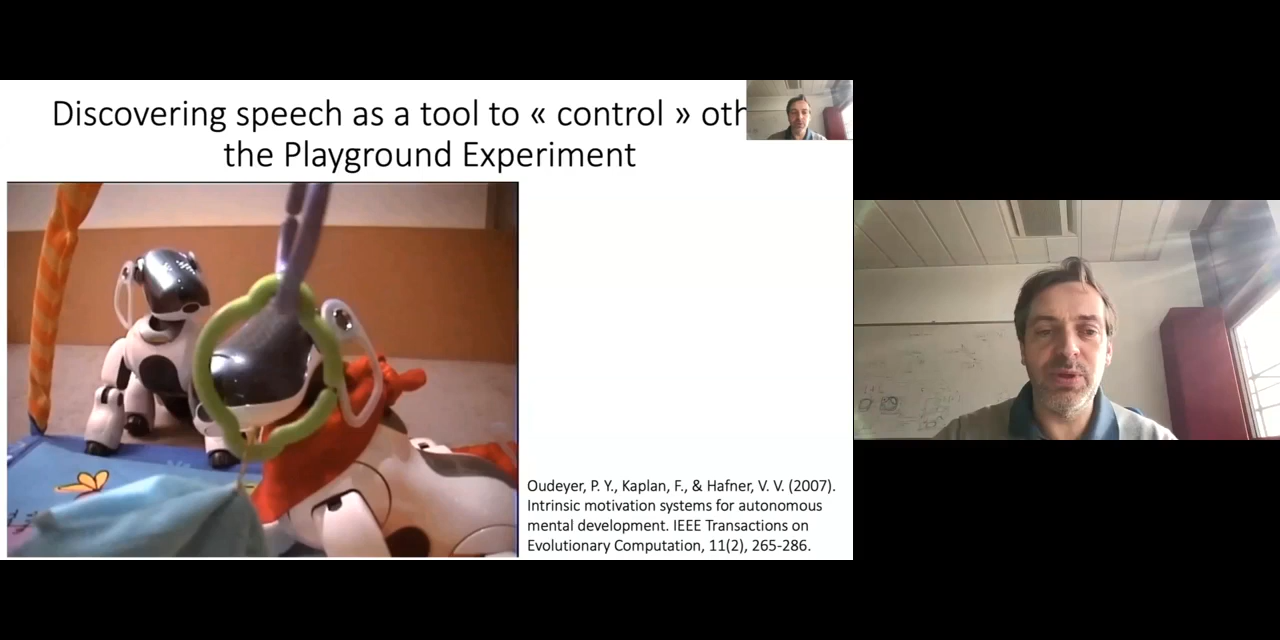 Discovering speech as a tool to « control » oth
the Playground Experiment
Oudeyer, P. Y., Kaplan, F., & Hafner, V. V. (2007).
Intrinsic motivation systems for autonomous
mental development. IEEE Transactions on
Evolutionary Computation, 11(2), 265-286.